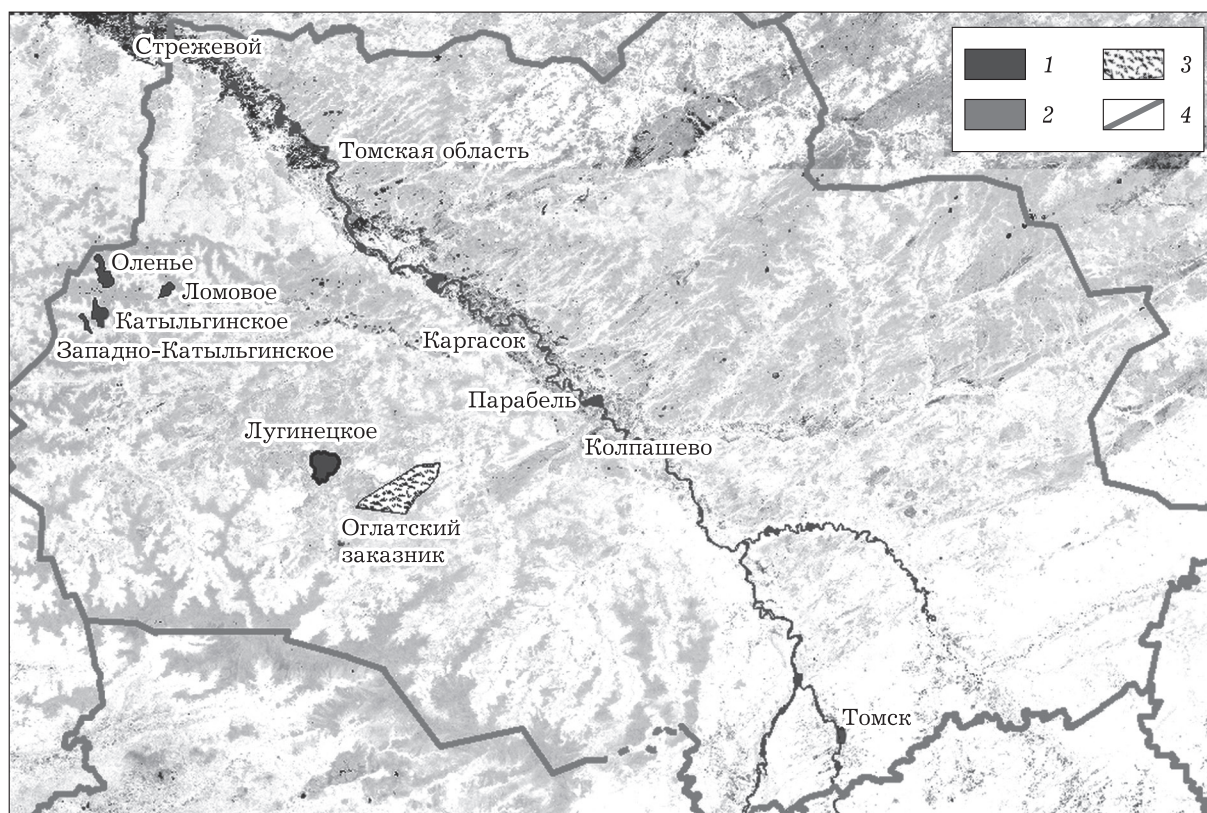 Стрежевой
1
3
2
4
Томская область
Оленье
Ломовое
Катыльгинское
Западно-Катыльгинское
Каргасок
Парабель
Лугинецкое
Колпашево
Оглатский
заказник
Томск